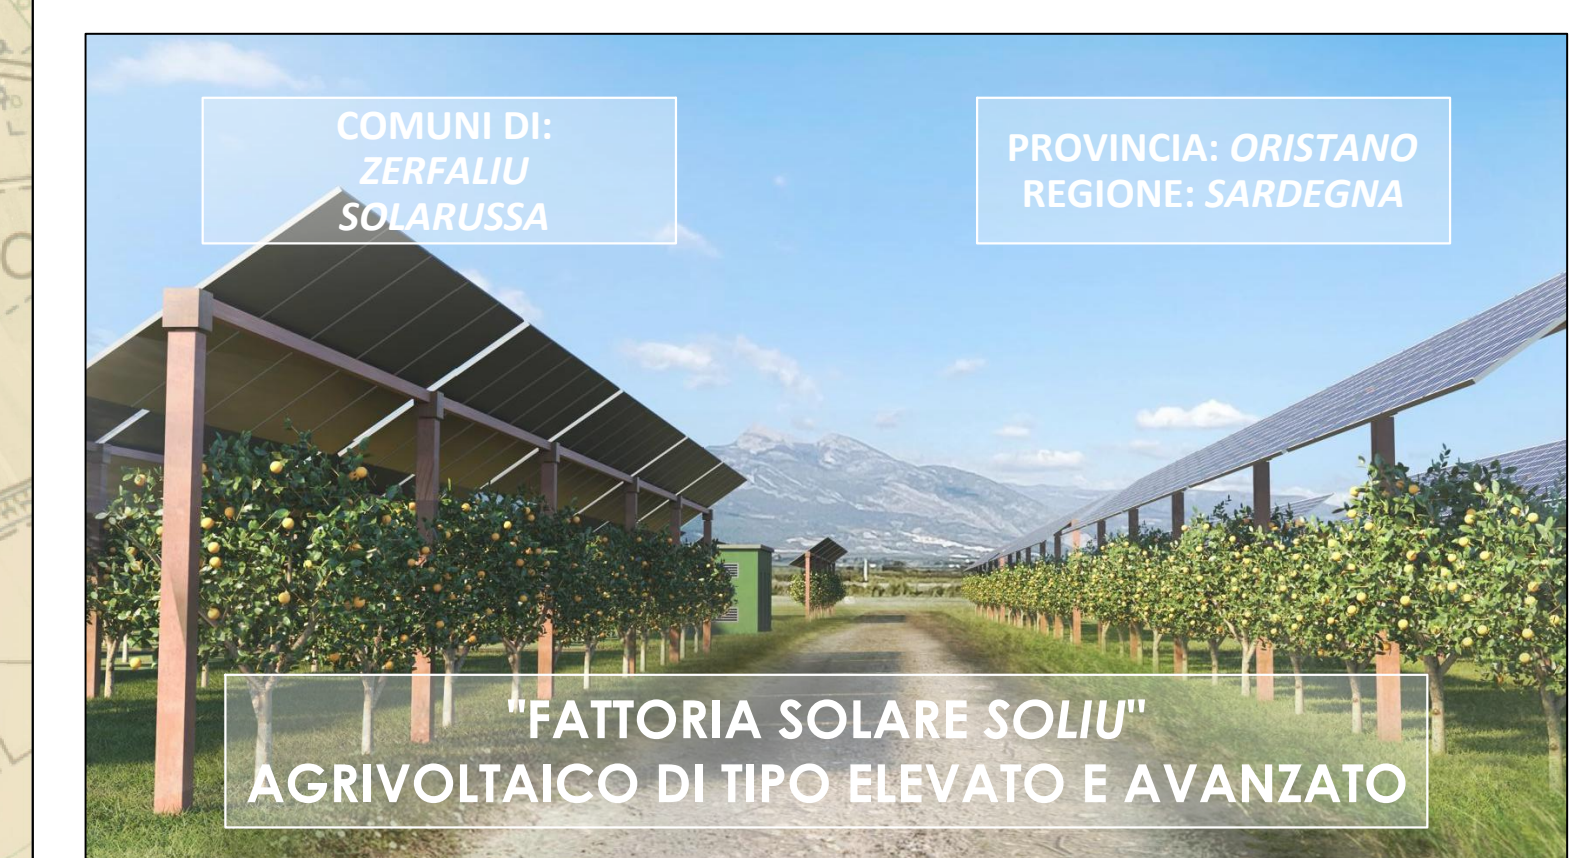 COMUNI DI:
ZERFALIU
SOLARUSSA
PROVINCIA: ORISTANO
REGIONE: SARDEGNA
"FATTORIA SOLARE SOLIU"
AGRIVOLTAICO DI TIPO ELEVATO E AVANZATO